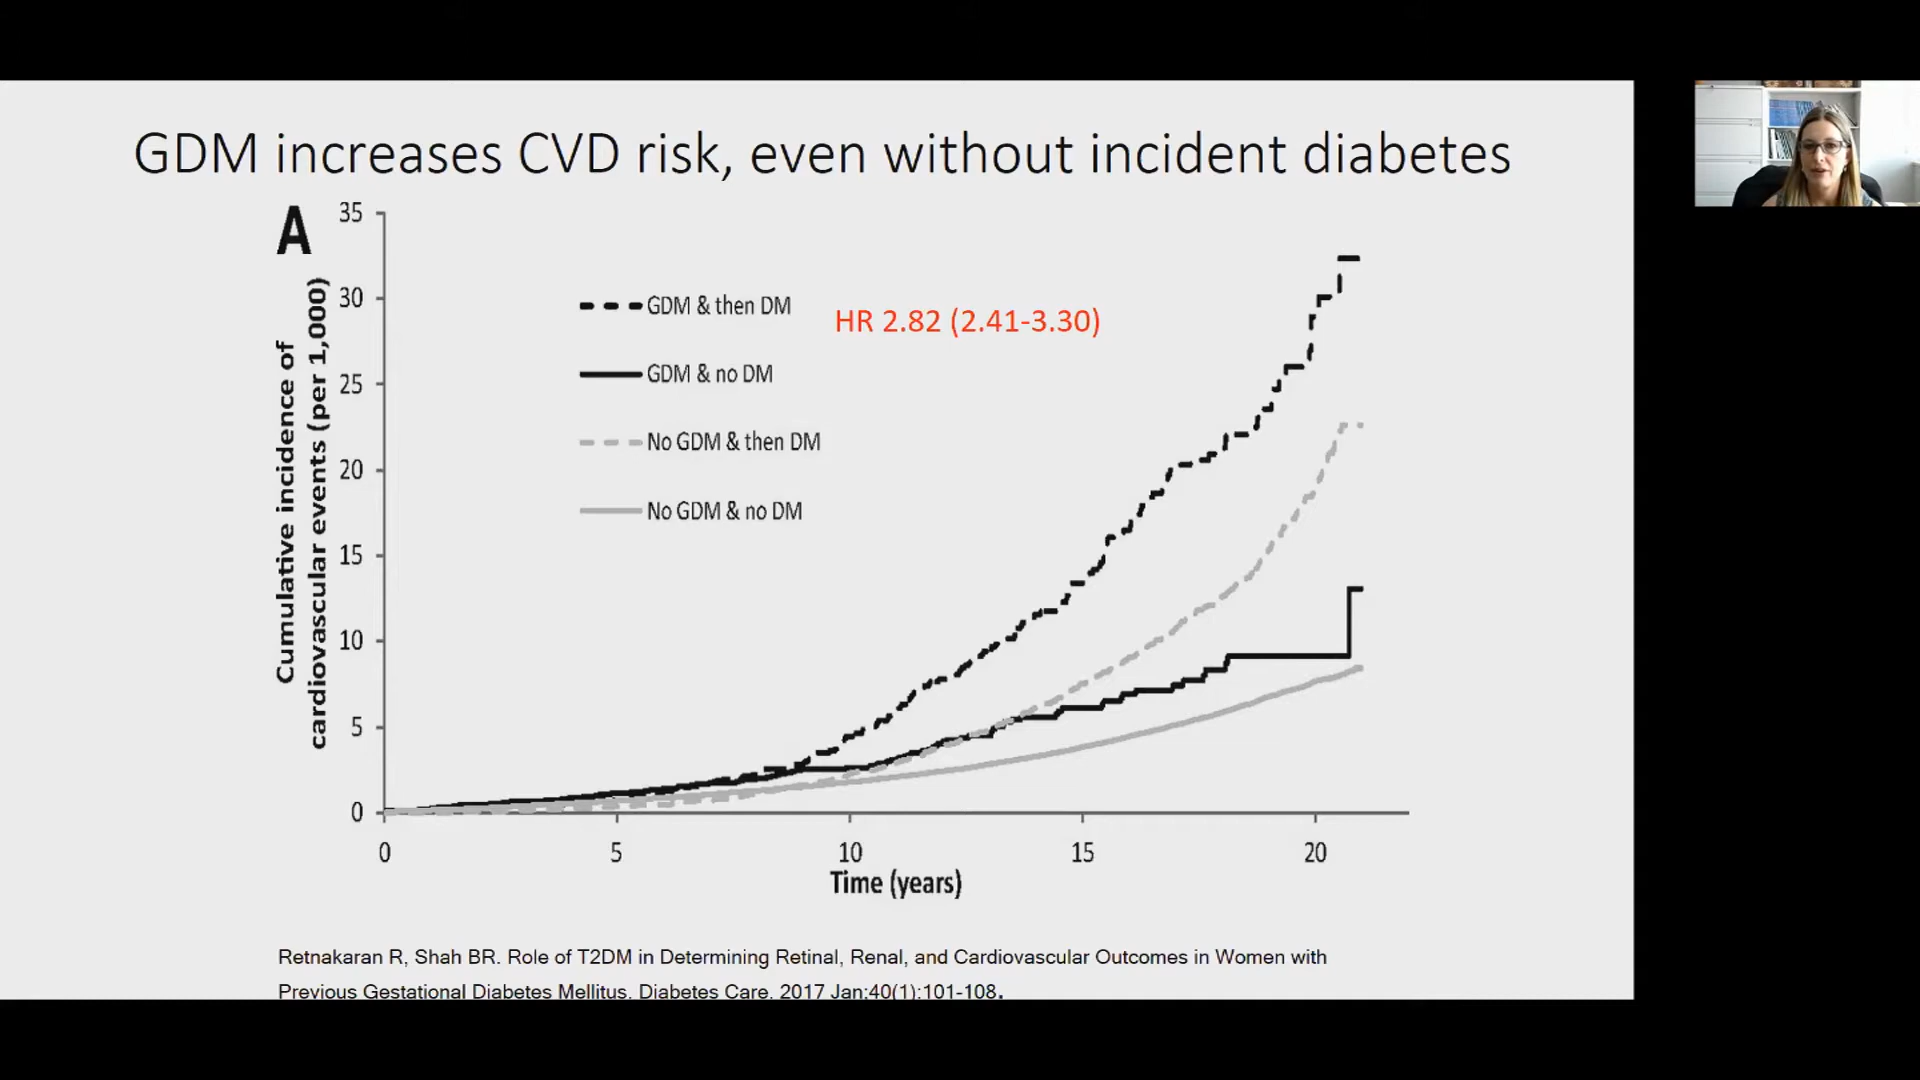 GDM increases CVD risk, even without incident diabetes
A
Cumulative incidence of
cardiovascular events (per 1,000)
35
30
25
20
15
10
5
0
GDM & then DM
HR 2.82 (2.41-3.30)
GDM & no DM
No GDM & then DM
No GDM & no DM
0 5 10 15 20
Time (years)
Retnakaran R, Shah BR. Role of T2DM in Determining Retinal, Renal, and Cardiovascular Outcomes in Women with
Previous Gestational Diabetes Mellitus. Diabetes Care. 2017 Jan;40(1):101-108.